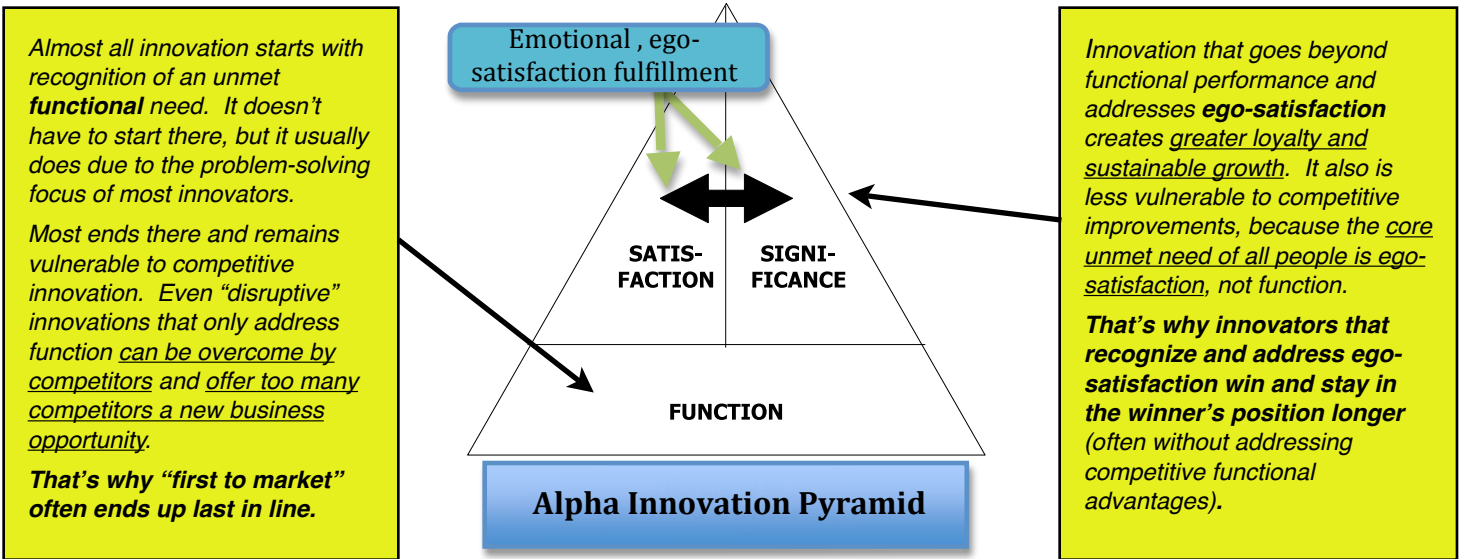 Almost all innovation starts with
recognition of an unmet
functional need.  It doesn't
have to start there, but it usually
does due to the problem-solving
focus of most innovators.
Most ends there and remains
vulnerable to competitive
innovation.  Even “disruptive”
innovations that only address
function can be overcome by
competitors and offer too many
competitors a new business
opportunity.
That's why “first to market”
often ends up last in line.
Emotional , ego-
satisfaction fulfillment
SATIS-
FACTION
SIGNI-
FICANCE
FUNCTION
Alpha Innovation Pyramid
Innovation that goes beyond
functional performance and
addresses ego-satisfaction
creates greater loyalty and
sustainable growth.  It also is
less vulnerable to competitive
improvements, because the core
unmet need of all people is ego-
satisfaction, not function.
That's why innovators that
recognize and address ego-
satisfaction win and stay in
the winner's position longer
(often without addressing
competitive functional
advantages).